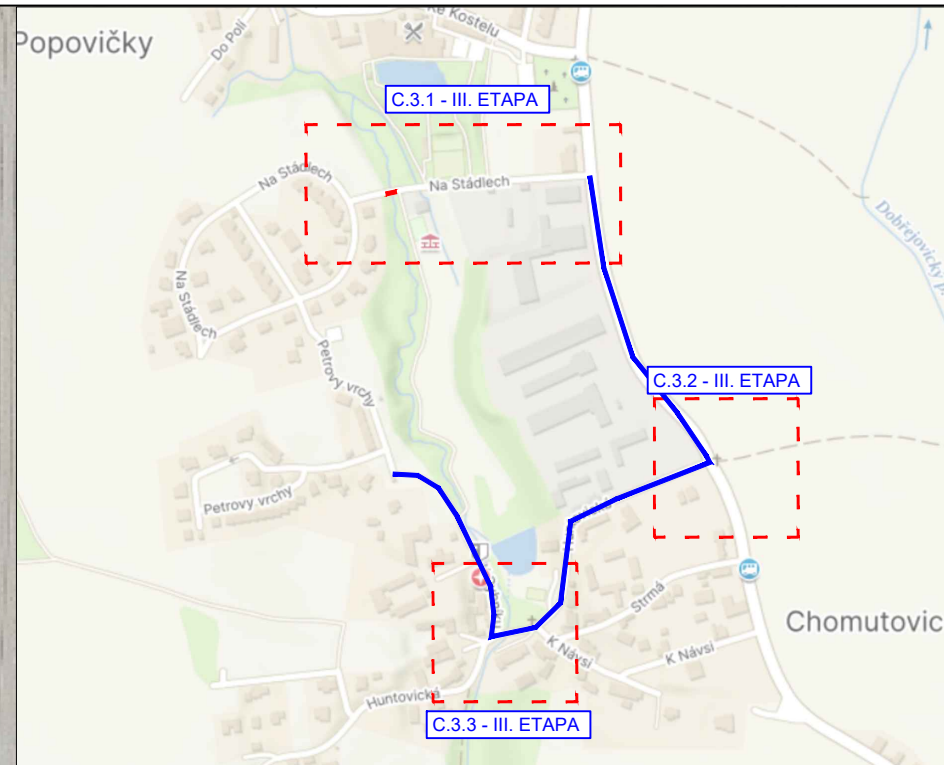 Popovičky
Do Polí
Ke Kostelu
C.3.1 - III. ETAPA
Na Stádlech
Na Stádlech
Na Stádlech
Dobřejovický
Petrovy vrchy
C.3.2 - III. ETAPA
Petrovy vrchy
Strmá
Chomutovic
K Návsi
K Návsi
Huntovická
C.3.3 - III. ETAPA